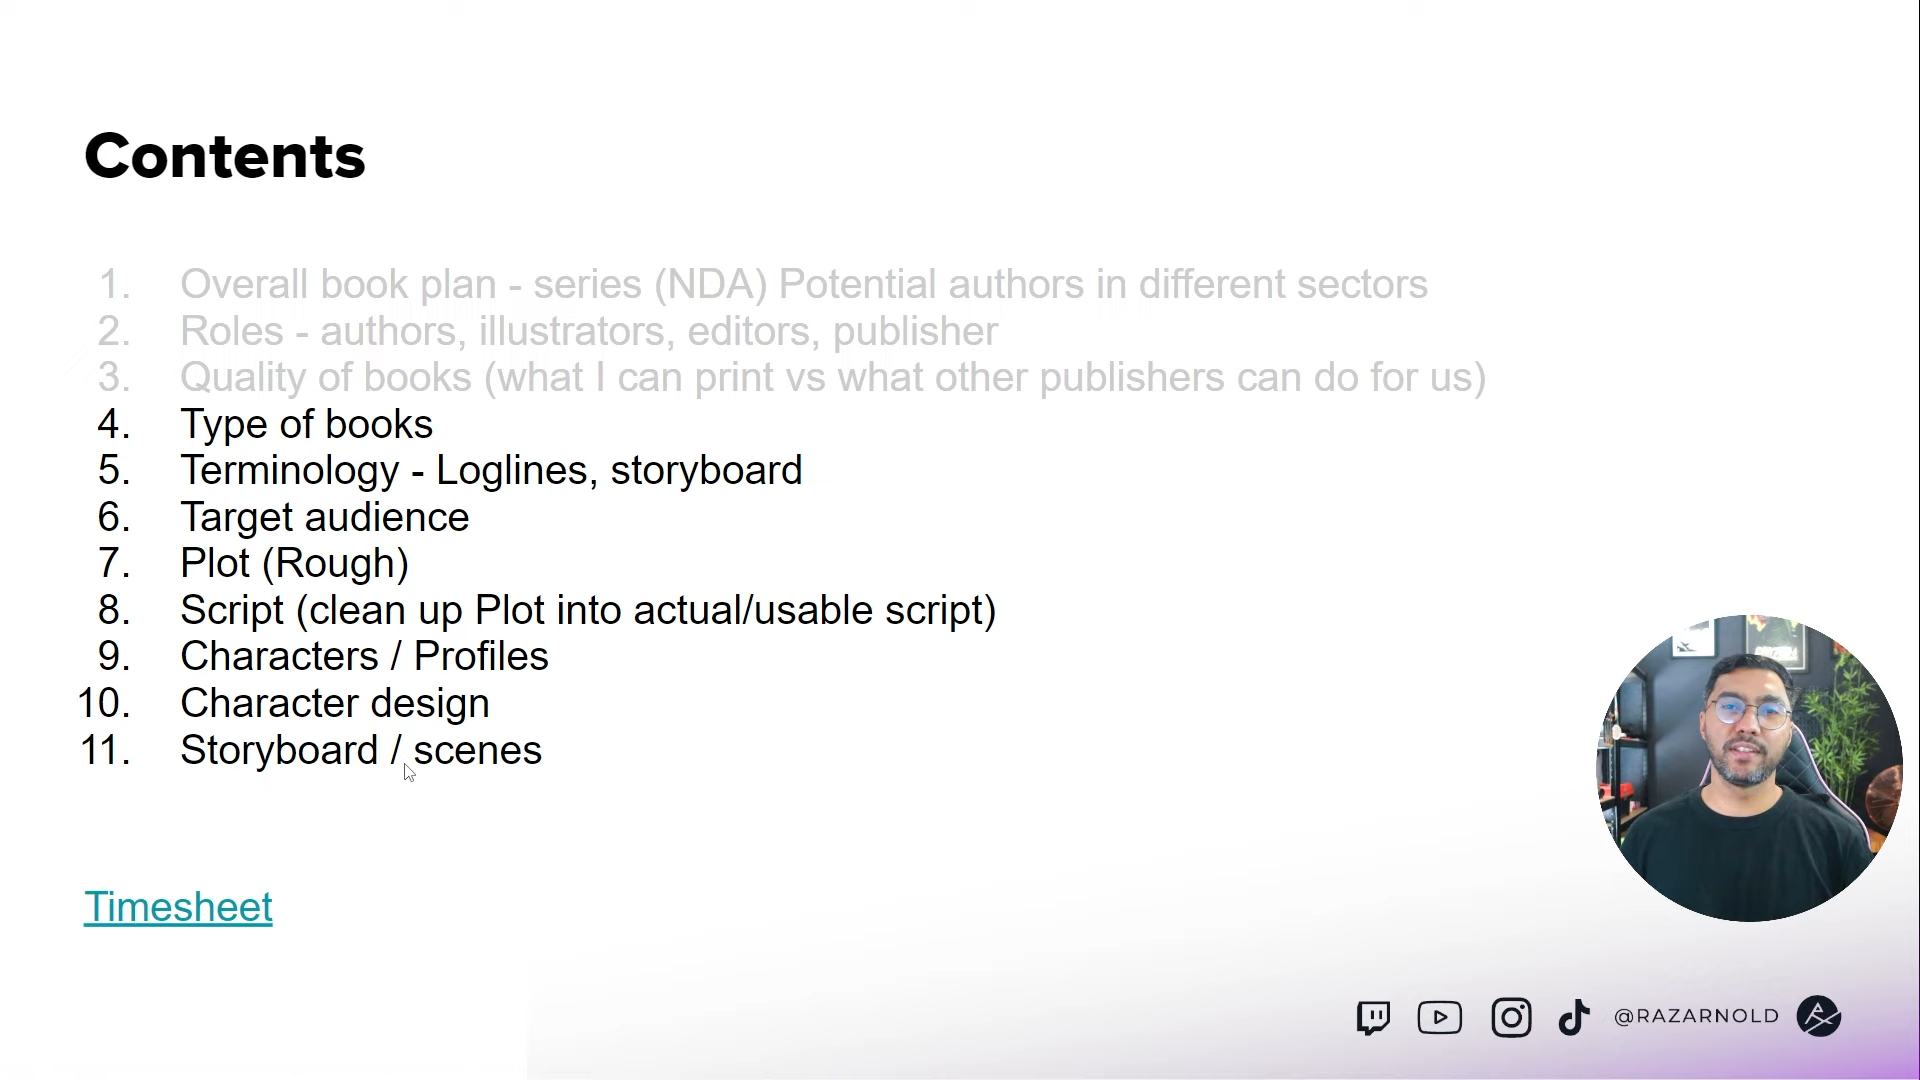 Contents
1. Overall book plan - series (NDA) Potential authors in different sectors
2. Roles - authors, illustrators, editors, publisher
3. Quality of books (what I can print vs what other publishers can do for us)
4. Type of books
5. Terminology - Loglines, storyboard
6. Target audience
7. Plot (Rough)
8. Script (clean up Plot into actual/usable script)
9. Characters / Profiles
10. Character design
11. Storyboard / scenes
Timesheet
@RAZARNOLD